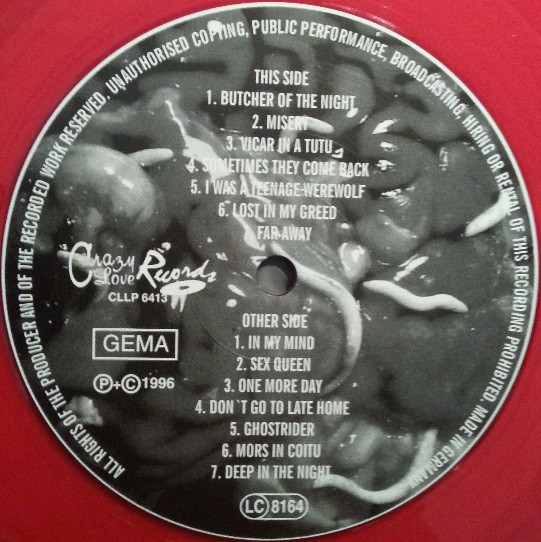 ALL RIGHTS OF THE PRODUCER AND OF THE RECORDED WORK RESERVED. UNAUTHORISED COPYING, PUBLIC PERFORMANCE, BROADCASTING, HIRING OR RENTAL OF THIS RECORDING PROHIBITED. MADE IN GERMANY
THIS SIDE
1. BUTCHER OF THE NIGHT
2. MISERY
3. VICAR IN A TUTU
4. SOMETIMES THEY COME BACK
5. I WAS A TEENAGE WEREWOLF
6. LOST IN MY GREED
FAR AWAY
"Crazy
Love Records"
CLLP 6413
GEMA
Ⓟ+Ⓒ1996
OTHER SIDE
1. IN MY MIND
2. SEX QUEEN
3. ONE MORE DAY
4. DON`T GO TO LATE HOME
5. GHOSTRIDER
6. MORS IN COITU
7. DEEP IN THE NIGHT
LC 8164